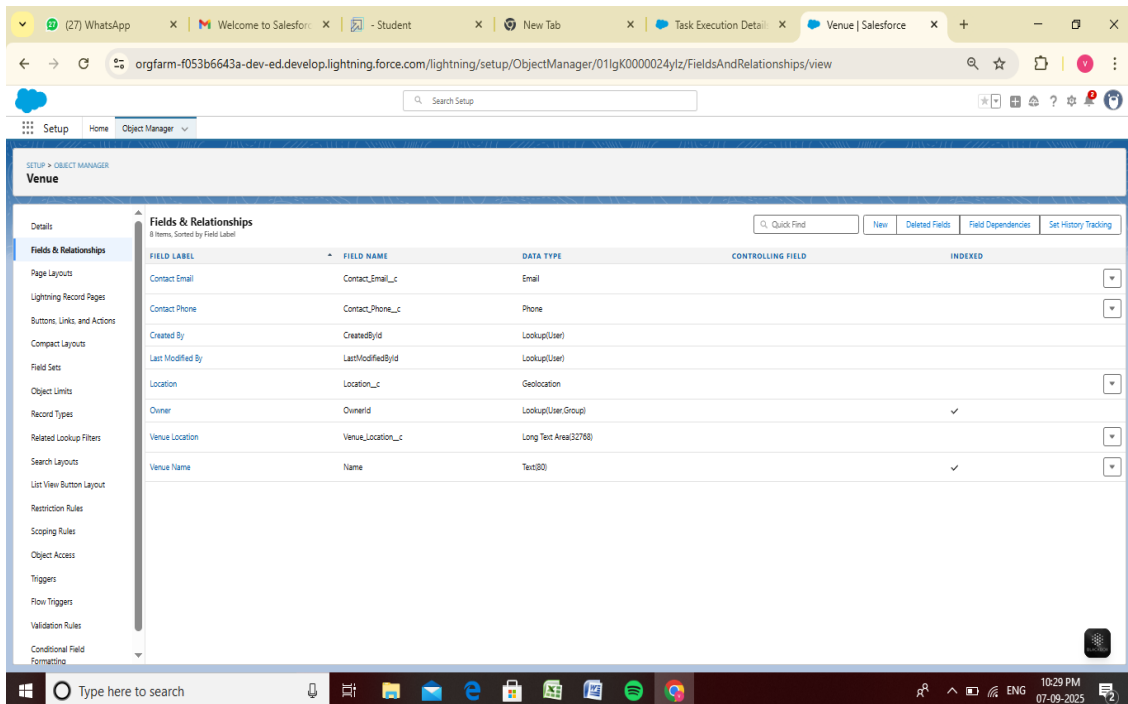 (27) WhatsApp
Welcome to Salesforc
- Student
New Tab
Task Execution Detail
Venue | Salesforce
orgfarm-f053b6643a-dev-ed.develop.lightning.force.com/lightning/setup/ObjectManager/01IgK0000024ylz/FieldsAndRelationships/view
V
Search Setup
2
Setup Home Object Manager
SETUP > OBJECT MANAGER
Venue
Details
Fields & Relationships
Page Layouts
Lightning Record Pages
Buttons, Links, and Actions
Compact Layouts
Field Sets
Object Limits
Record Types
Related Lookup Filters
Search Layouts
List View Button Layout
Restriction Rules
Scoping Rules
Object Access
Triggers
Flow Triggers
Validation Rules
Conditional Field
Formatting
Fields & Relationships
8 Items, Sorted by Field Label
Quick Find New Deleted Fields Field Dependencies Set History Tracking
FIELD LABEL FIELD NAME DATA TYPE CONTROLLING FIELD INDEXED
Contact Email Contact_Email__c Email
Contact Phone Contact_Phone__c Phone
Created By CreatedById Lookup(User)
Last Modified By LastModifiedById Lookup(User)
Location Location__c Geolocation
Owner OwnerId Lookup(User,Group)
Venue Location Venue_Location__c Long Text Area(32768)
Venue Name Name Text(80)
Type here to search
ENG
10:29 PM
07-09-2025
2